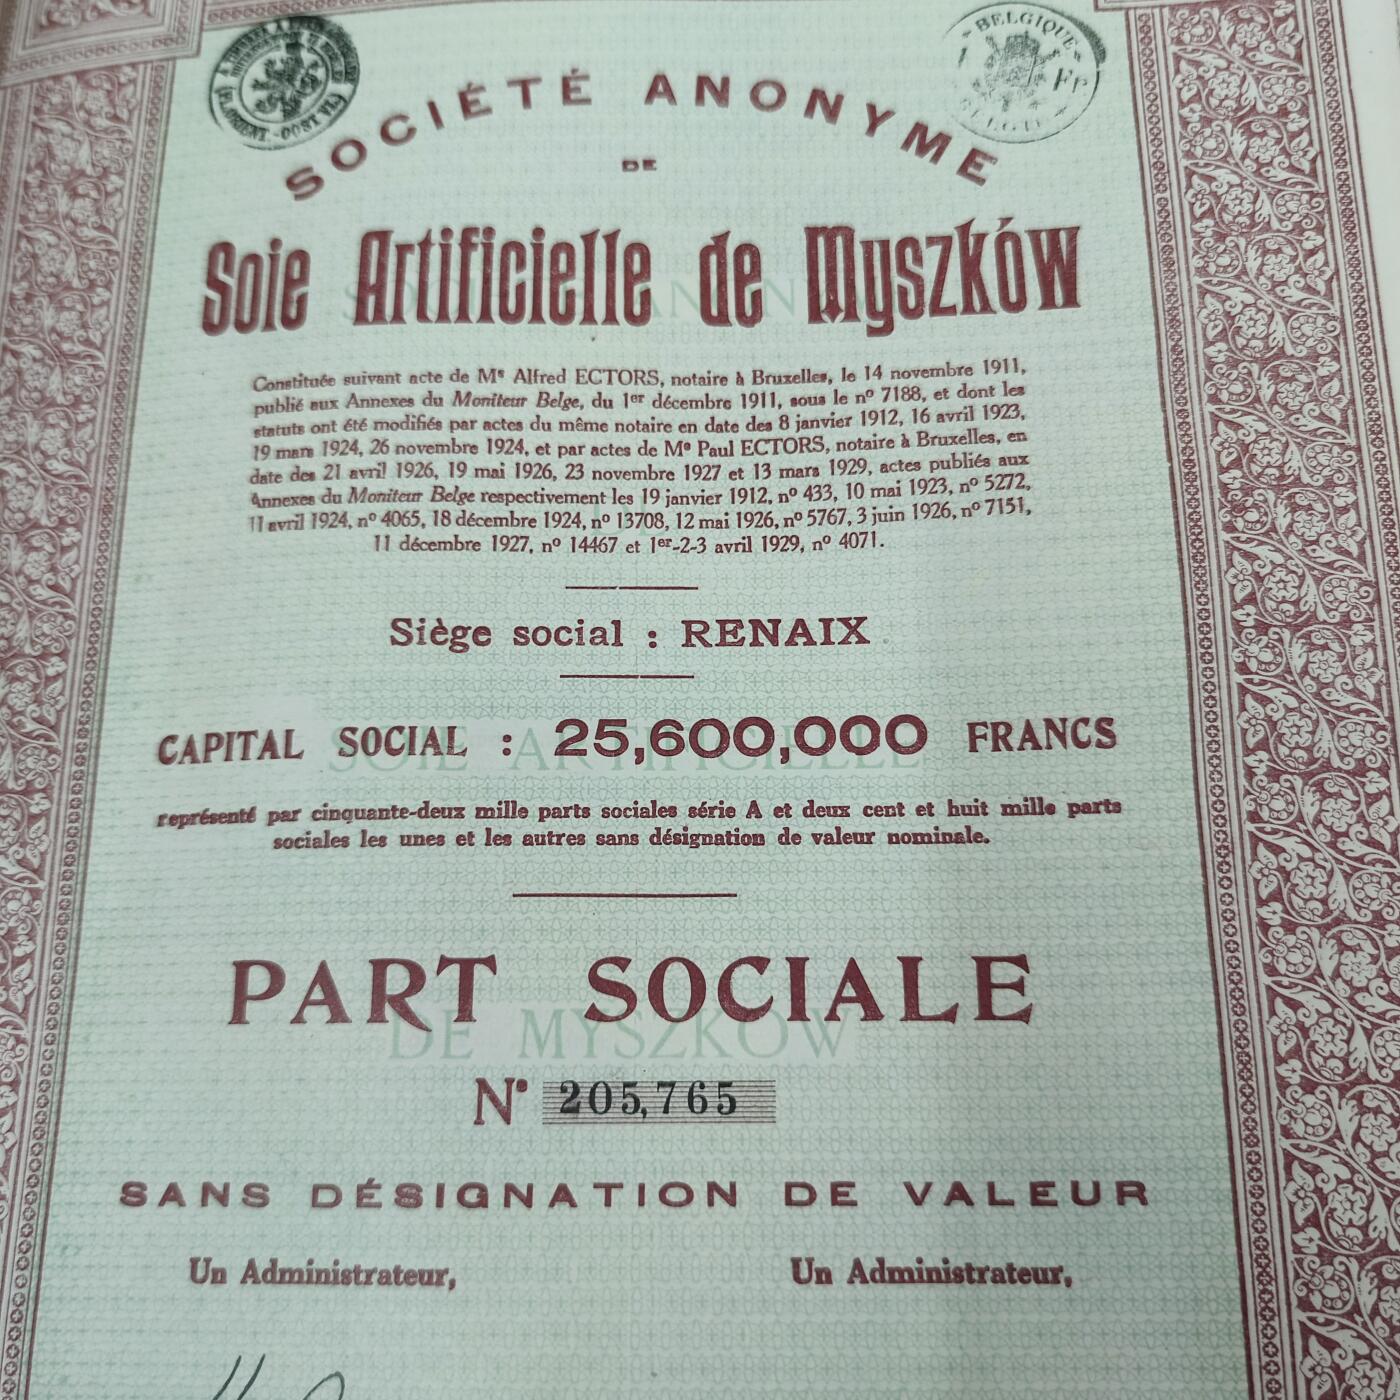 BELGIQUE
Fr
SOCIÉTÉ ANONYME
DE
Soie Artificielle de Myszków
Constituée suivant acte de Mᵉ Alfred ECTORS, notaire à Bruxelles, le 14 novembre 1911,
publié aux Annexes du Moniteur Belge, du 1ᵉʳ décembre 1911, sous le nº 7188, et dont les
statuts ont été modifiés par actes du même notaire en date des 8 janvier 1912, 16 avril 1923,
19 mars 1924, 26 novembre 1924, et par actes de Mᵉ Paul ECTORS, notaire à Bruxelles, en
date des 21 avril 1926, 19 mai 1926, 23 novembre 1927 et 13 mars 1929, actes publiés aux
Annexes du Moniteur Belge respectivement les 19 janvier 1912, nº 433, 10 mai 1923, nº 5272,
11 avril 1924, nº 4065, 18 décembre 1924, nº 13708, 12 mai 1926, nº 5767, 3 juin 1926, nº 7151,
11 décembre 1927, nº 14467 et 1ᵉʳ-2-3 avril 1929, nº 4071.
Siège social : RENAIX
CAPITAL SOCIAL : 25,600,000 FRANCS
SOIE ARTIFICIELLE
représenté par cinquante-deux mille parts sociales série A et deux cent et huit mille parts
sociales les unes et les autres sans désignation de valeur nominale.
PART SOCIALE
DE MYSZKOW
Nº 205,765
SANS DÉSIGNATION DE VALEUR
Un Administrateur, Un Administrateur,